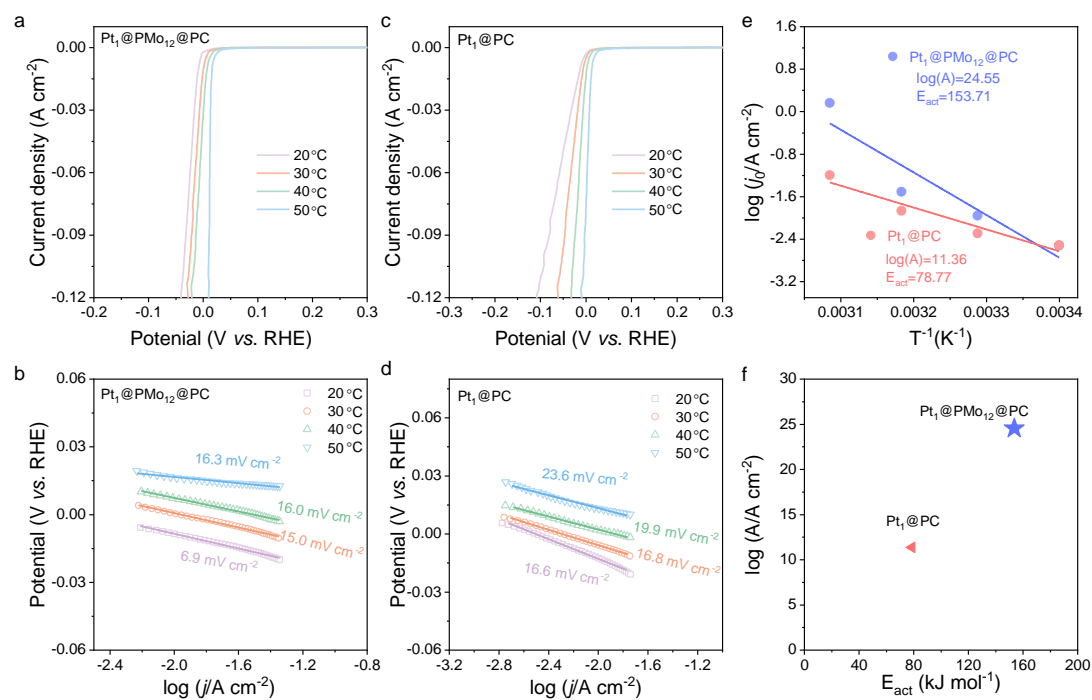 a
Pt1@PMo12@PC
0.00
-0.03
-0.06
-0.09
-0.12
Current density (A cm-2)
20°C
30°C
40°C
50°C
-0.2 -0.1 0.0 0.1 0.2 0.3
Potenial (V vs. RHE)
c
Pt1@PC
0.00
-0.03
-0.06
-0.09
-0.12
Current density (A cm-2)
20°C
30°C
40°C
50°C
-0.2 -0.1 0.0 0.1 0.2 0.3
Potenial (V vs. RHE)
e
Pt1@PMo12@PC
log(A)=24.55
Eact=153.71
0.0
-0.8
-1.6
-2.4
-3.2
log (j0/A cm-2)
Pt1@PC
log(A)=11.36
Eact=78.77
0.0031 0.0032 0.0033 0.0034
T-1(K-1)
b
Pt1@PMo12@PC
0.06
0.03
0.00
-0.03
-0.06
Potential (V vs. RHE)
20°C
30°C
40°C
50°C
16.3 mV cm-2
16.0 mV cm-2
15.0 mV cm-2
6.9 mV cm-2
-2.4 -2.0 -1.6 -1.2 -0.8
log (j/A cm-2)
d
Pt1@PC
0.06
0.03
0.00
-0.03
-0.06
Potential (V vs. RHE)
20°C
30°C
40°C
50°C
23.6 mV cm-2
19.9 mV cm-2
16.8 mV cm-2
16.6 mV cm-2
-3.2 -2.8 -2.4 -2.0 -1.6 -1.2
log (j/A cm-2)
f
30
25
20
15
10
5
0
log (A/A cm-2)
Pt1@PMo12@PC
Pt1@PC
0 40 80 120 160 200
Eact (kJ mol-1)